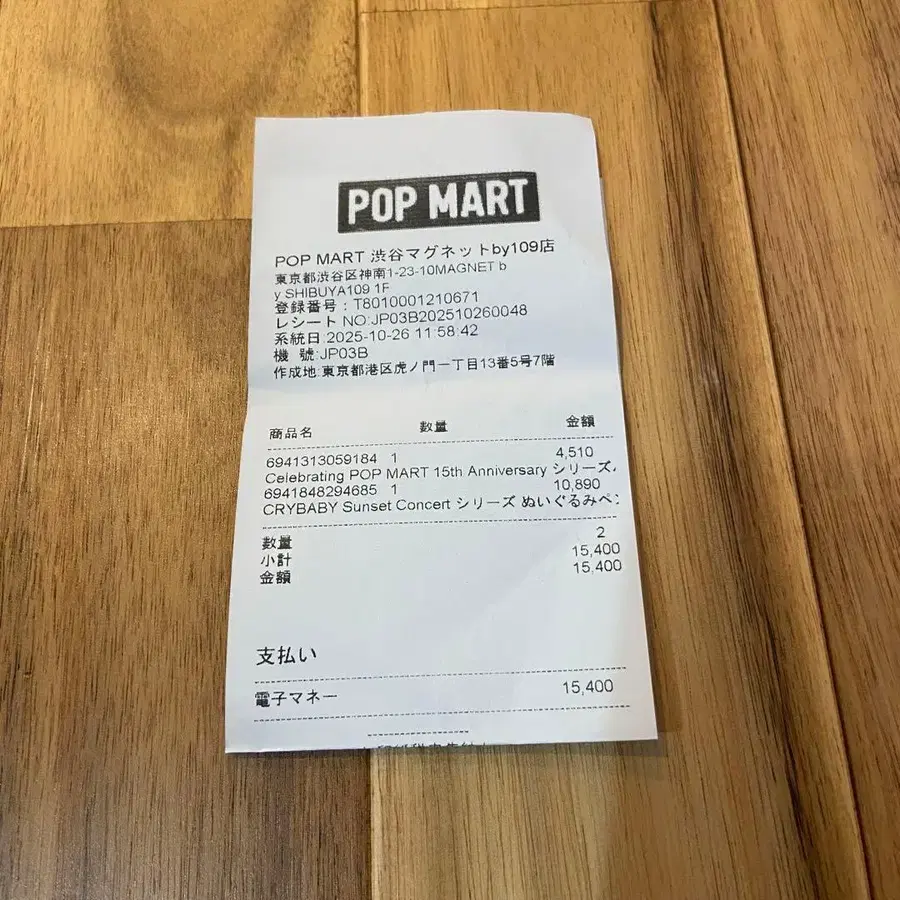 POP MART
POP MART 渋谷マグネットby109店
東京都渋谷区神南1-23-10MAGNET b
y SHIBUYA109 1F
登録番号：T8010001210671
レシート NO:JP03B202510260048
系統日:2025-10-26 11:58:42
機 號:JP03B
作成地:東京都港区虎ノ門一丁目13番5号7階
商品名 数量 金額
6941313059184 1 4,510
Celebrating POP MART 15th Anniversary シリーズ
6941848294685 1 10,890
CRYBABY Sunset Concert シリーズ ぬいぐるみペン
数量 2
小計 15,400
金額 15,400
支払い
電子マネー 15,400